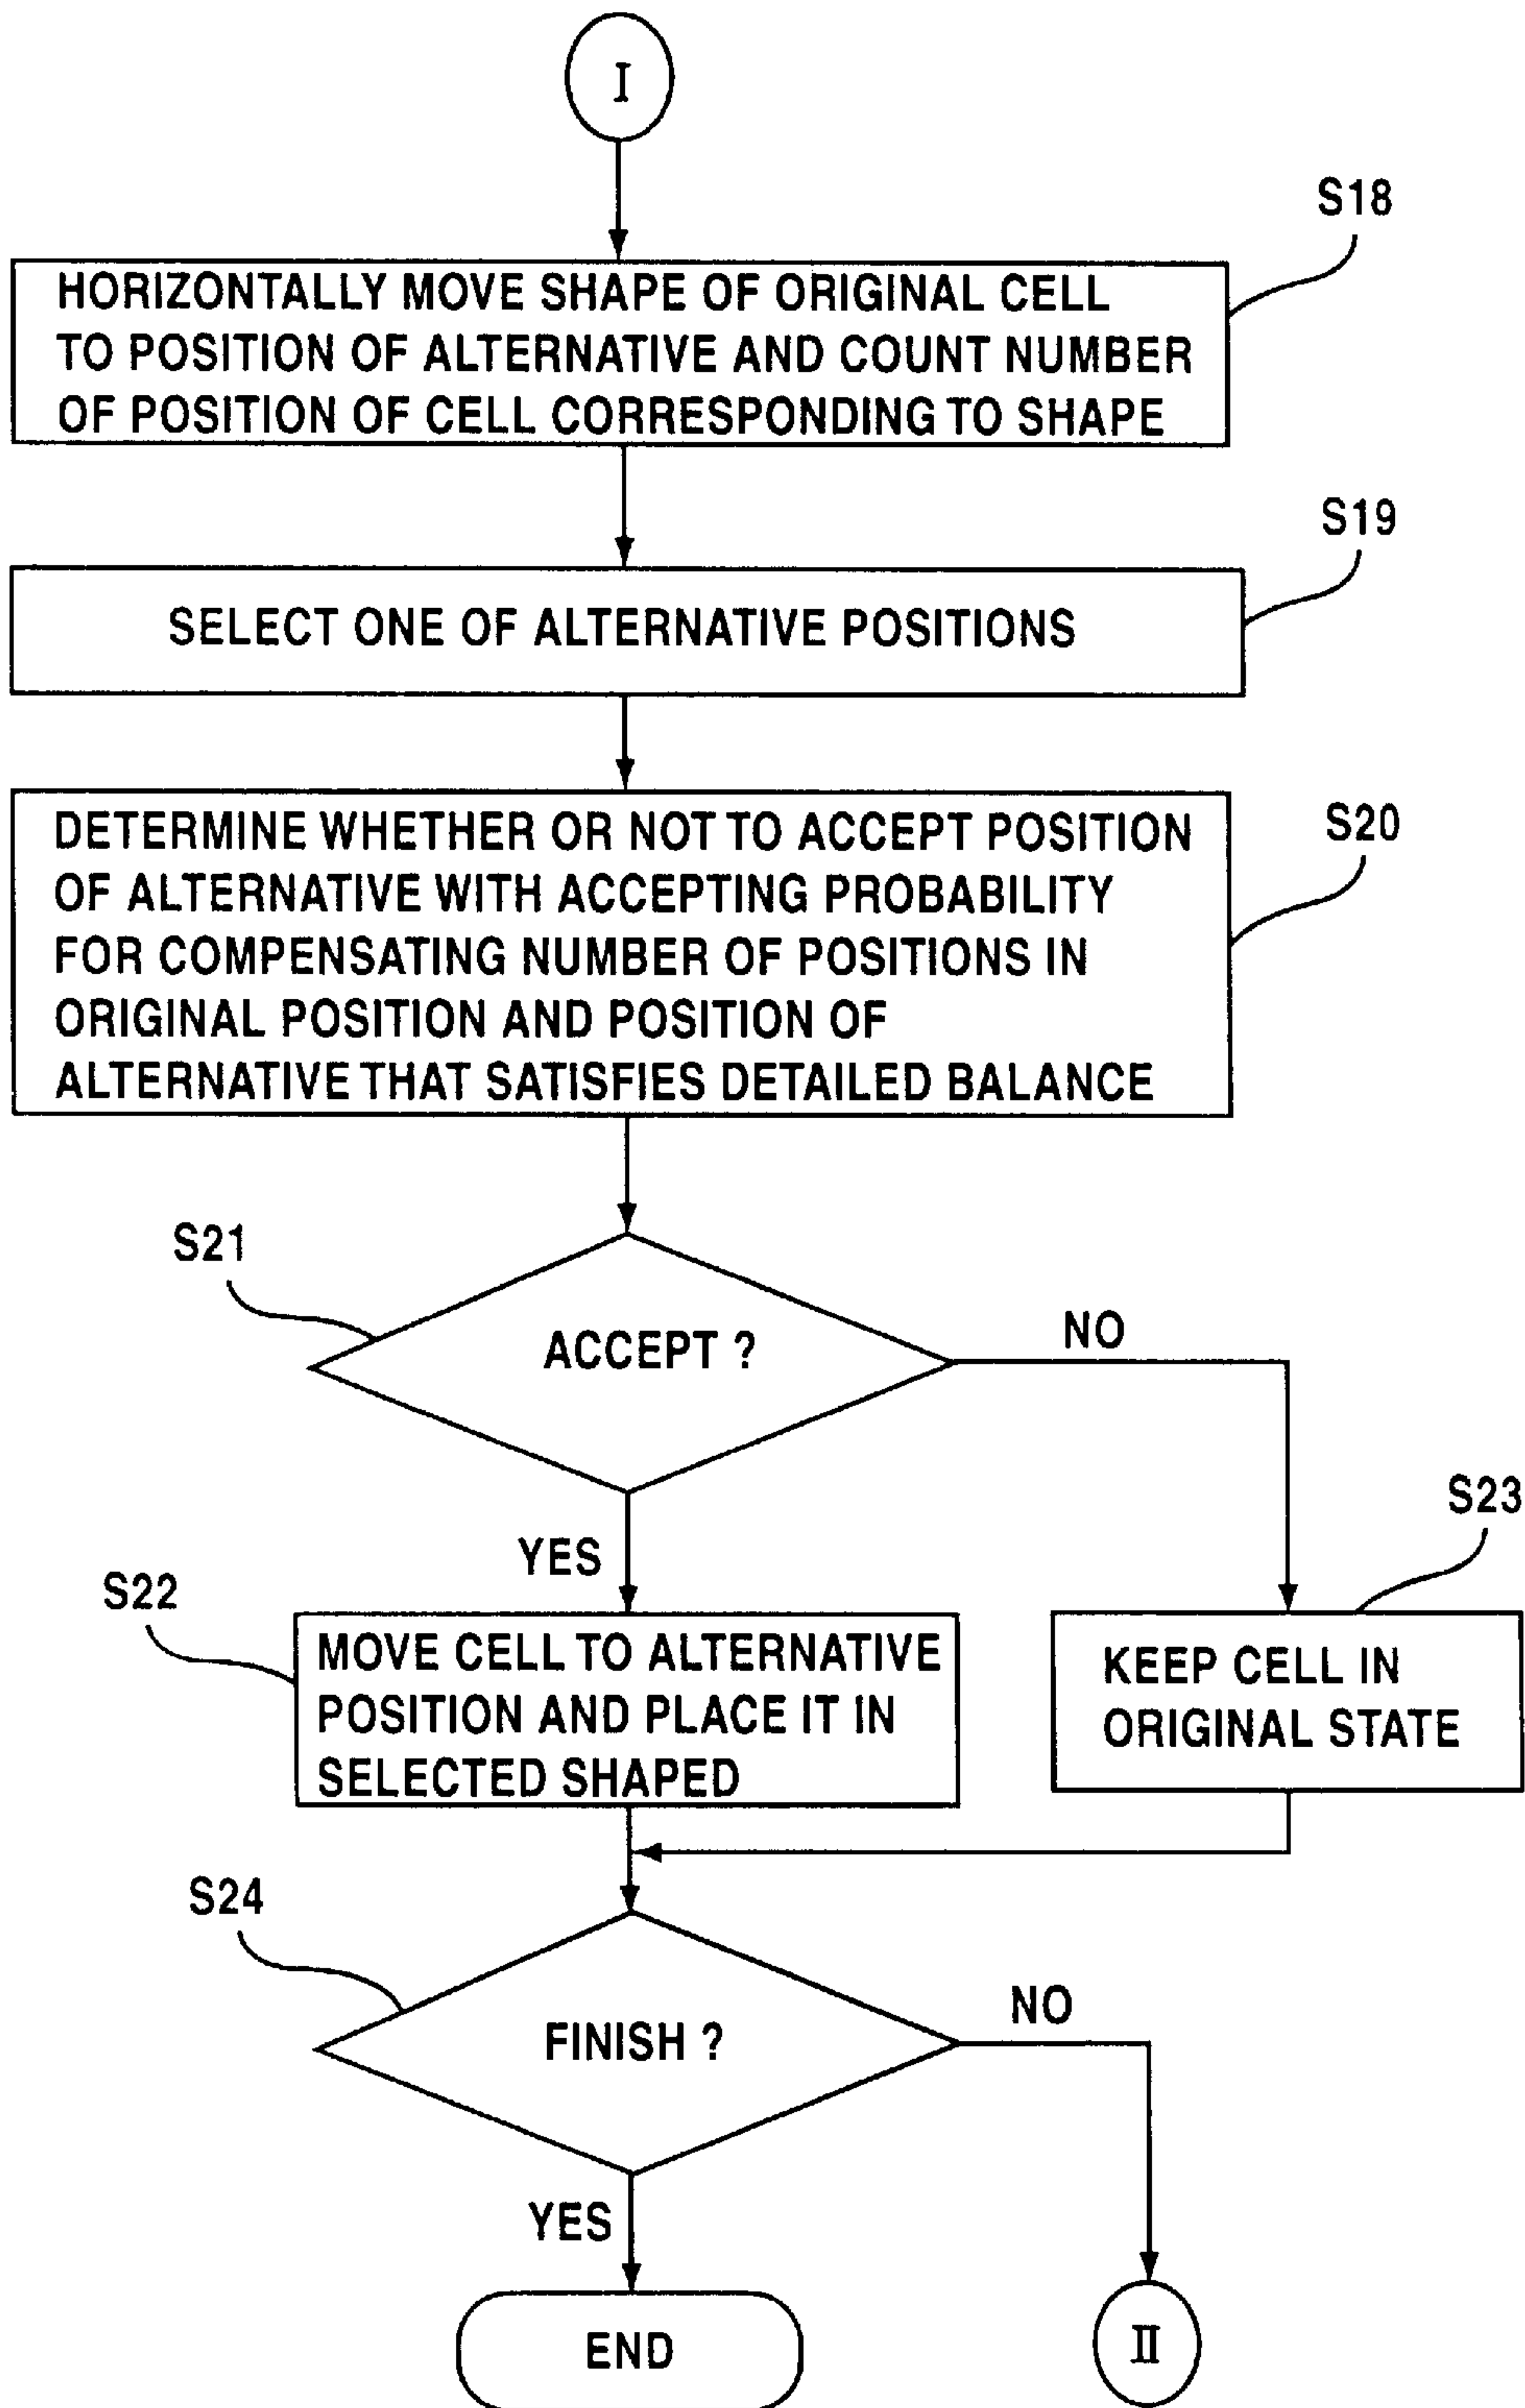 I
S18
HORIZONTALLY MOVE SHAPE OF ORIGINAL CELL
TO POSITION OF ALTERNATIVE AND COUNT NUMBER
OF POSITION OF CELL CORRESPONDING TO SHAPE
S19
SELECT ONE OF ALTERNATIVE POSITIONS
S20
DETERMINE WHETHER OR NOT TO ACCEPT POSITION
OF ALTERNATIVE WITH ACCEPTING PROBABILITY
FOR COMPENSATING NUMBER OF POSITIONS IN
ORIGINAL POSITION AND POSITION OF
ALTERNATIVE THAT SATISFIES DETAILED BALANCE
S21
ACCEPT ?
NO
YES
S22
MOVE CELL TO ALTERNATIVE
POSITION AND PLACE IT IN
SELECTED SHAPED
S23
KEEP CELL IN
ORIGINAL STATE
S24
FINISH ?
NO
YES
END
II